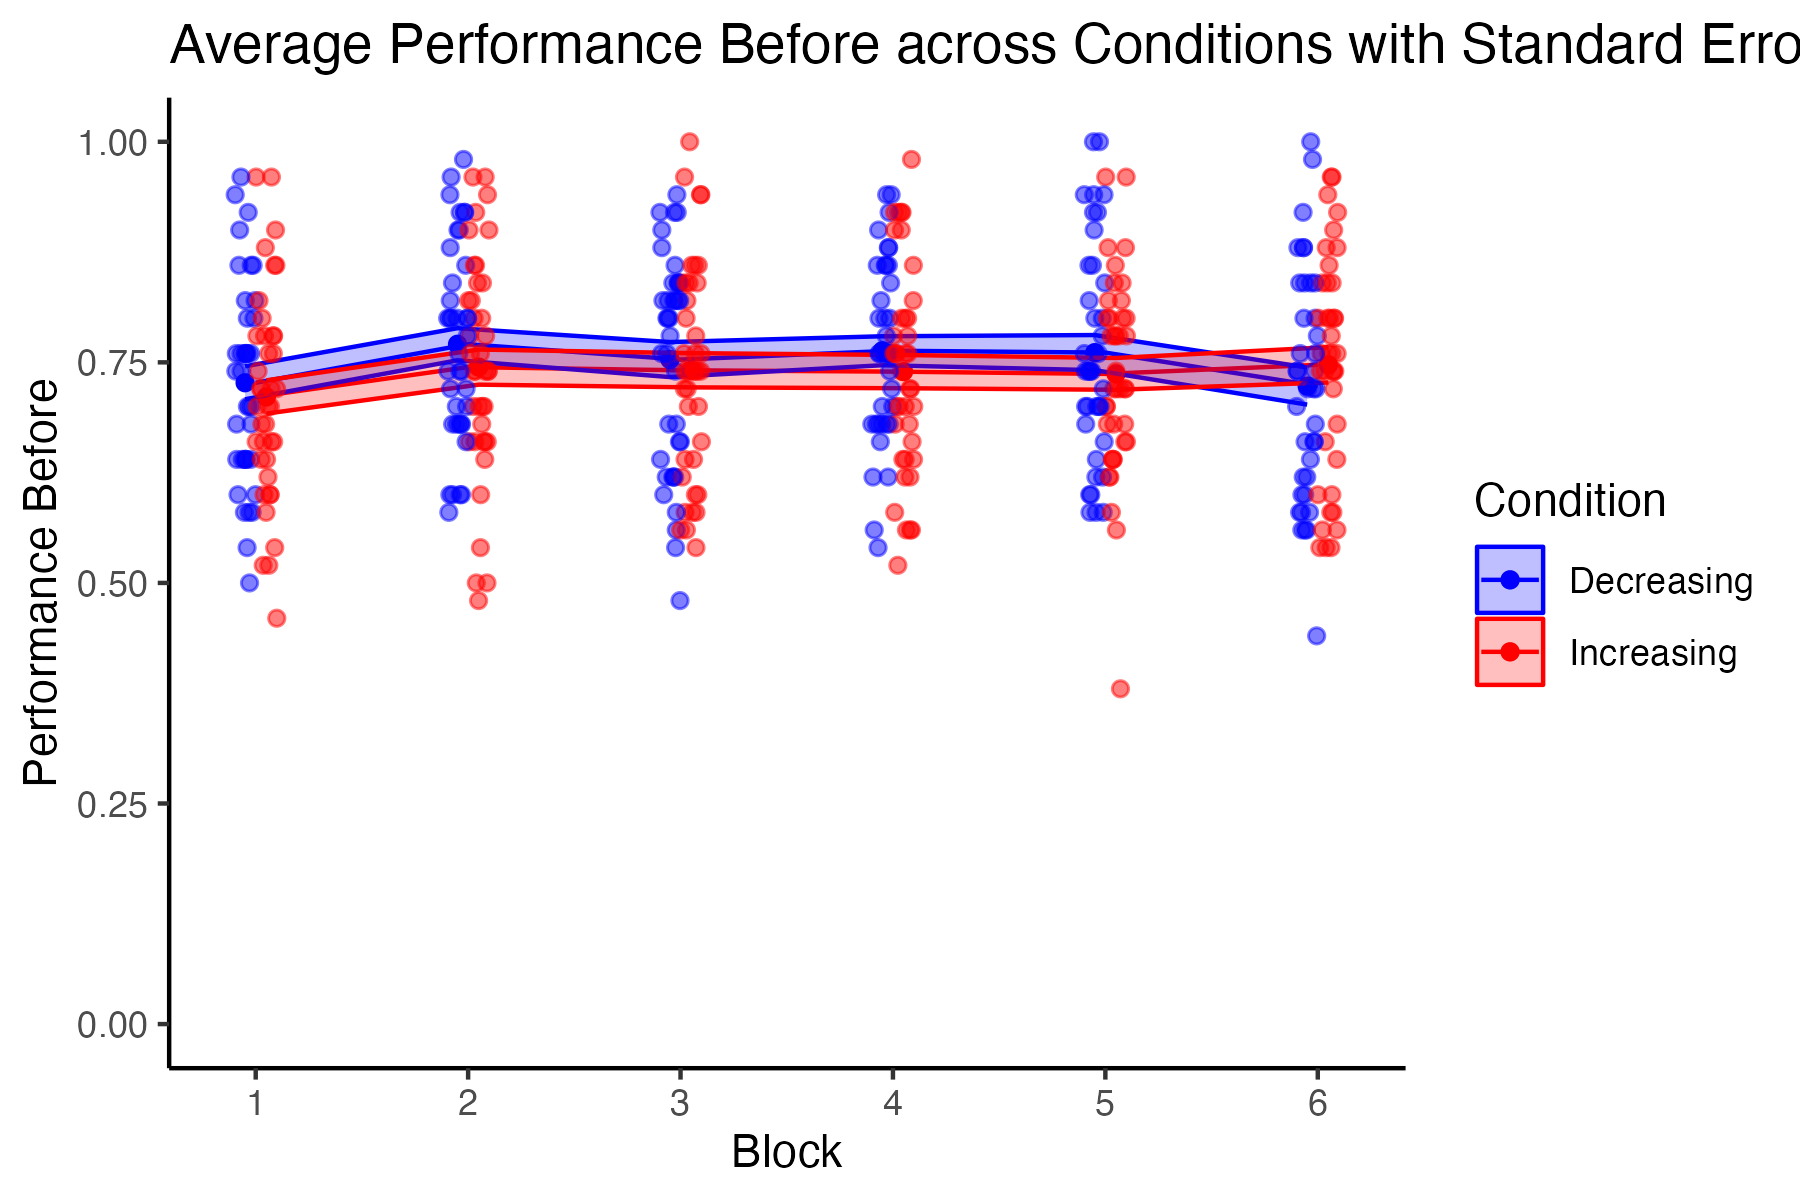 Average Performance Before across Conditions with Standard Erro
Performance Before
1.00
0.75
0.50
0.25
0.00
1 2 3 4 5 6
Block
Condition
Decreasing
Increasing